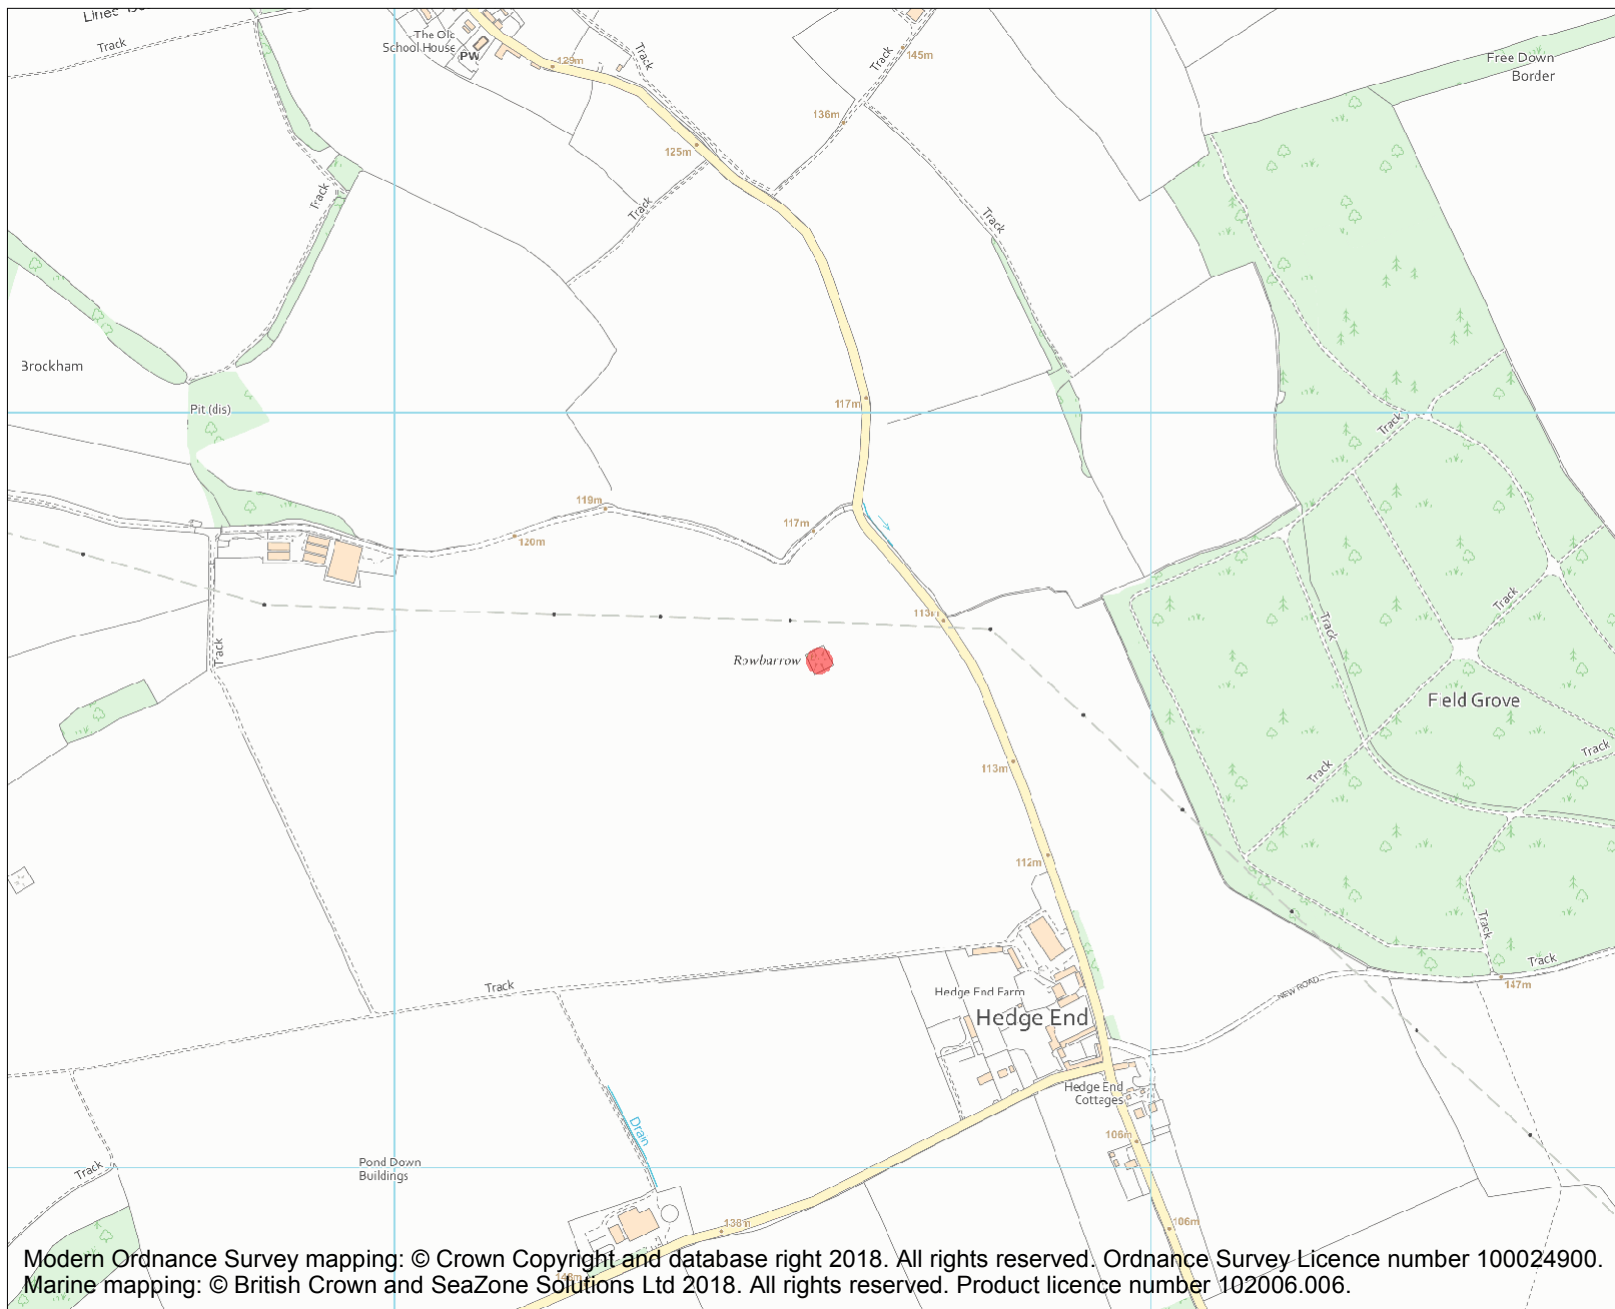 Track
The Old
School House
PW
129m
Track
Track
145m
Free Down
Border
136m
125m
Track
Track
Track
Brockham
Pit (dis)
117m
Track
119m
117m
120m
113m
Track
Track
Track
Rowbarrow
Field Grove
Track
113m
Track
112m
Track
Track
Track
147m
NEW ROAD
Hedge End Farm
Hedge End
Hedge End
Cottages
Drain
106m
Track
Pond Down
Buildings
106m
138m
Modern Ordnance Survey mapping: © Crown Copyright and database right 2018. All rights reserved. Ordnance Survey Licence number 100024900.
Marine mapping: © British Crown and SeaZone Solutions Ltd 2018. All rights reserved. Product licence number 102006.006.